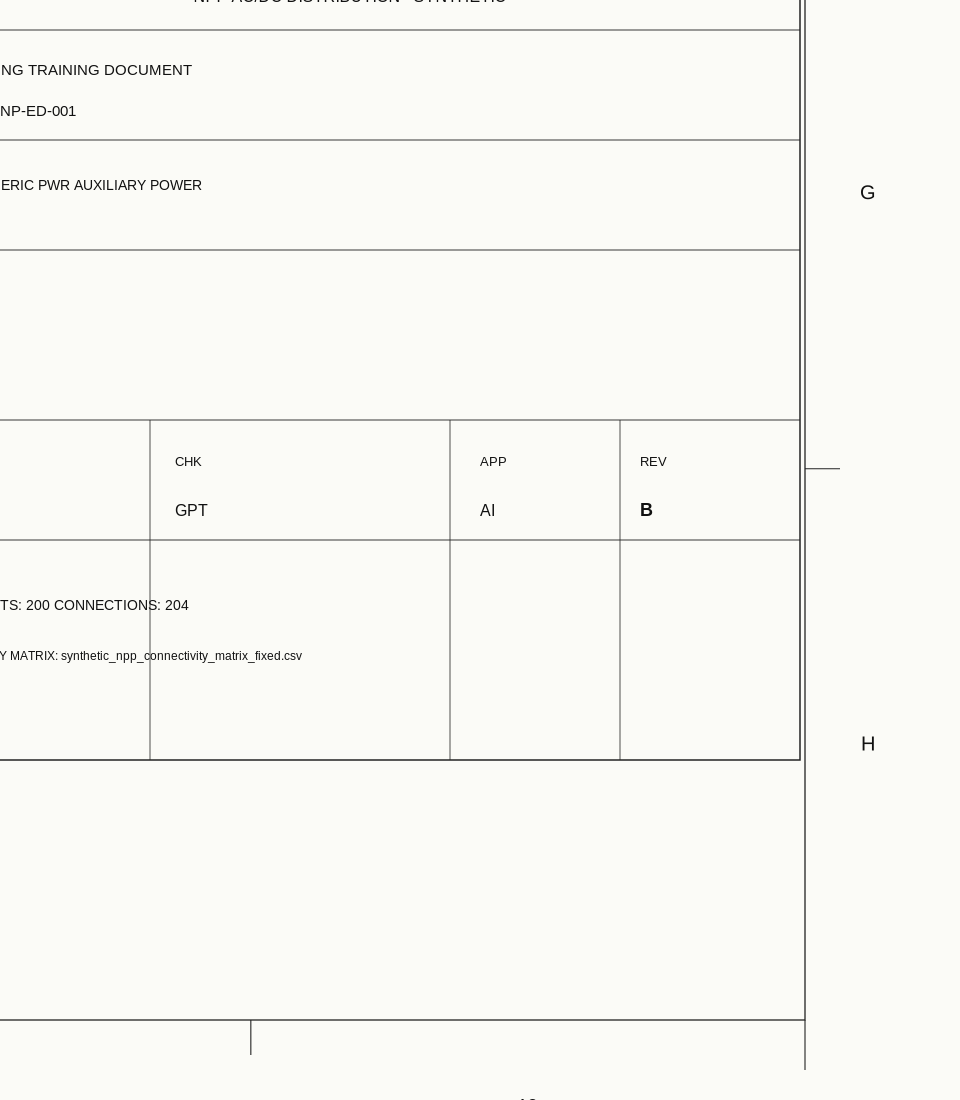 NG TRAINING DOCUMENT
NP-ED-001
ERIC PWR AUXILIARY POWER
G
CHK APP REV
GPT AI B
TS: 200 CONNECTIONS: 204
Y MATRIX: synthetic_npp_connectivity_matrix_fixed.csv
H